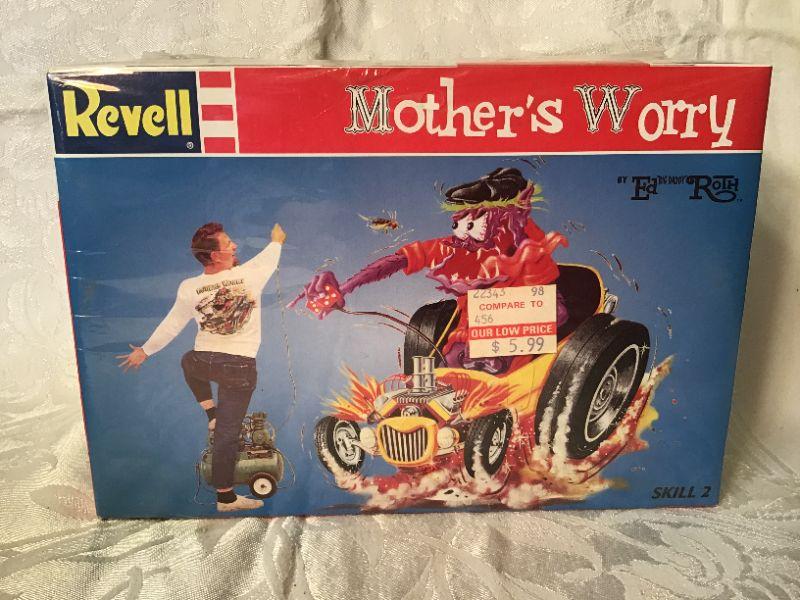 Revell ®
Mother's Worry
BY Ed "BIG DADDY" Roth
22343 98
COMPARE TO
456
OUR LOW PRICE
$ 5.99
SKILL 2